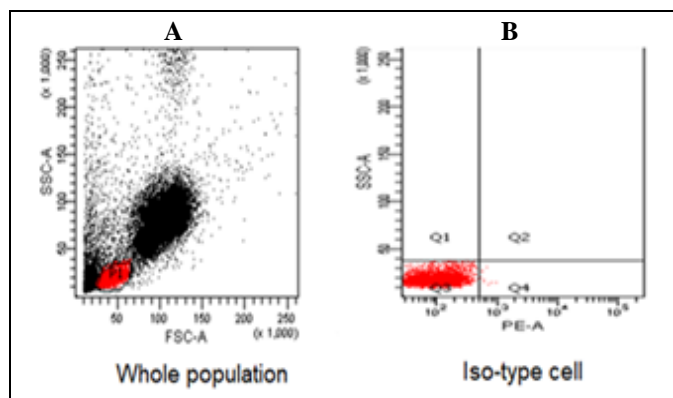 A
B
(x 1,000)
250
200
150
100
50
SSC-A
P1
50
100
150
200
250
FSC-A
(x 1,000)
Whole population
(x 1,000)
250
200
150
100
50
SSC-A
Q1
Q2
Q3
Q4
10²
10³
10⁴
10⁵
PE-A
Iso-type cell